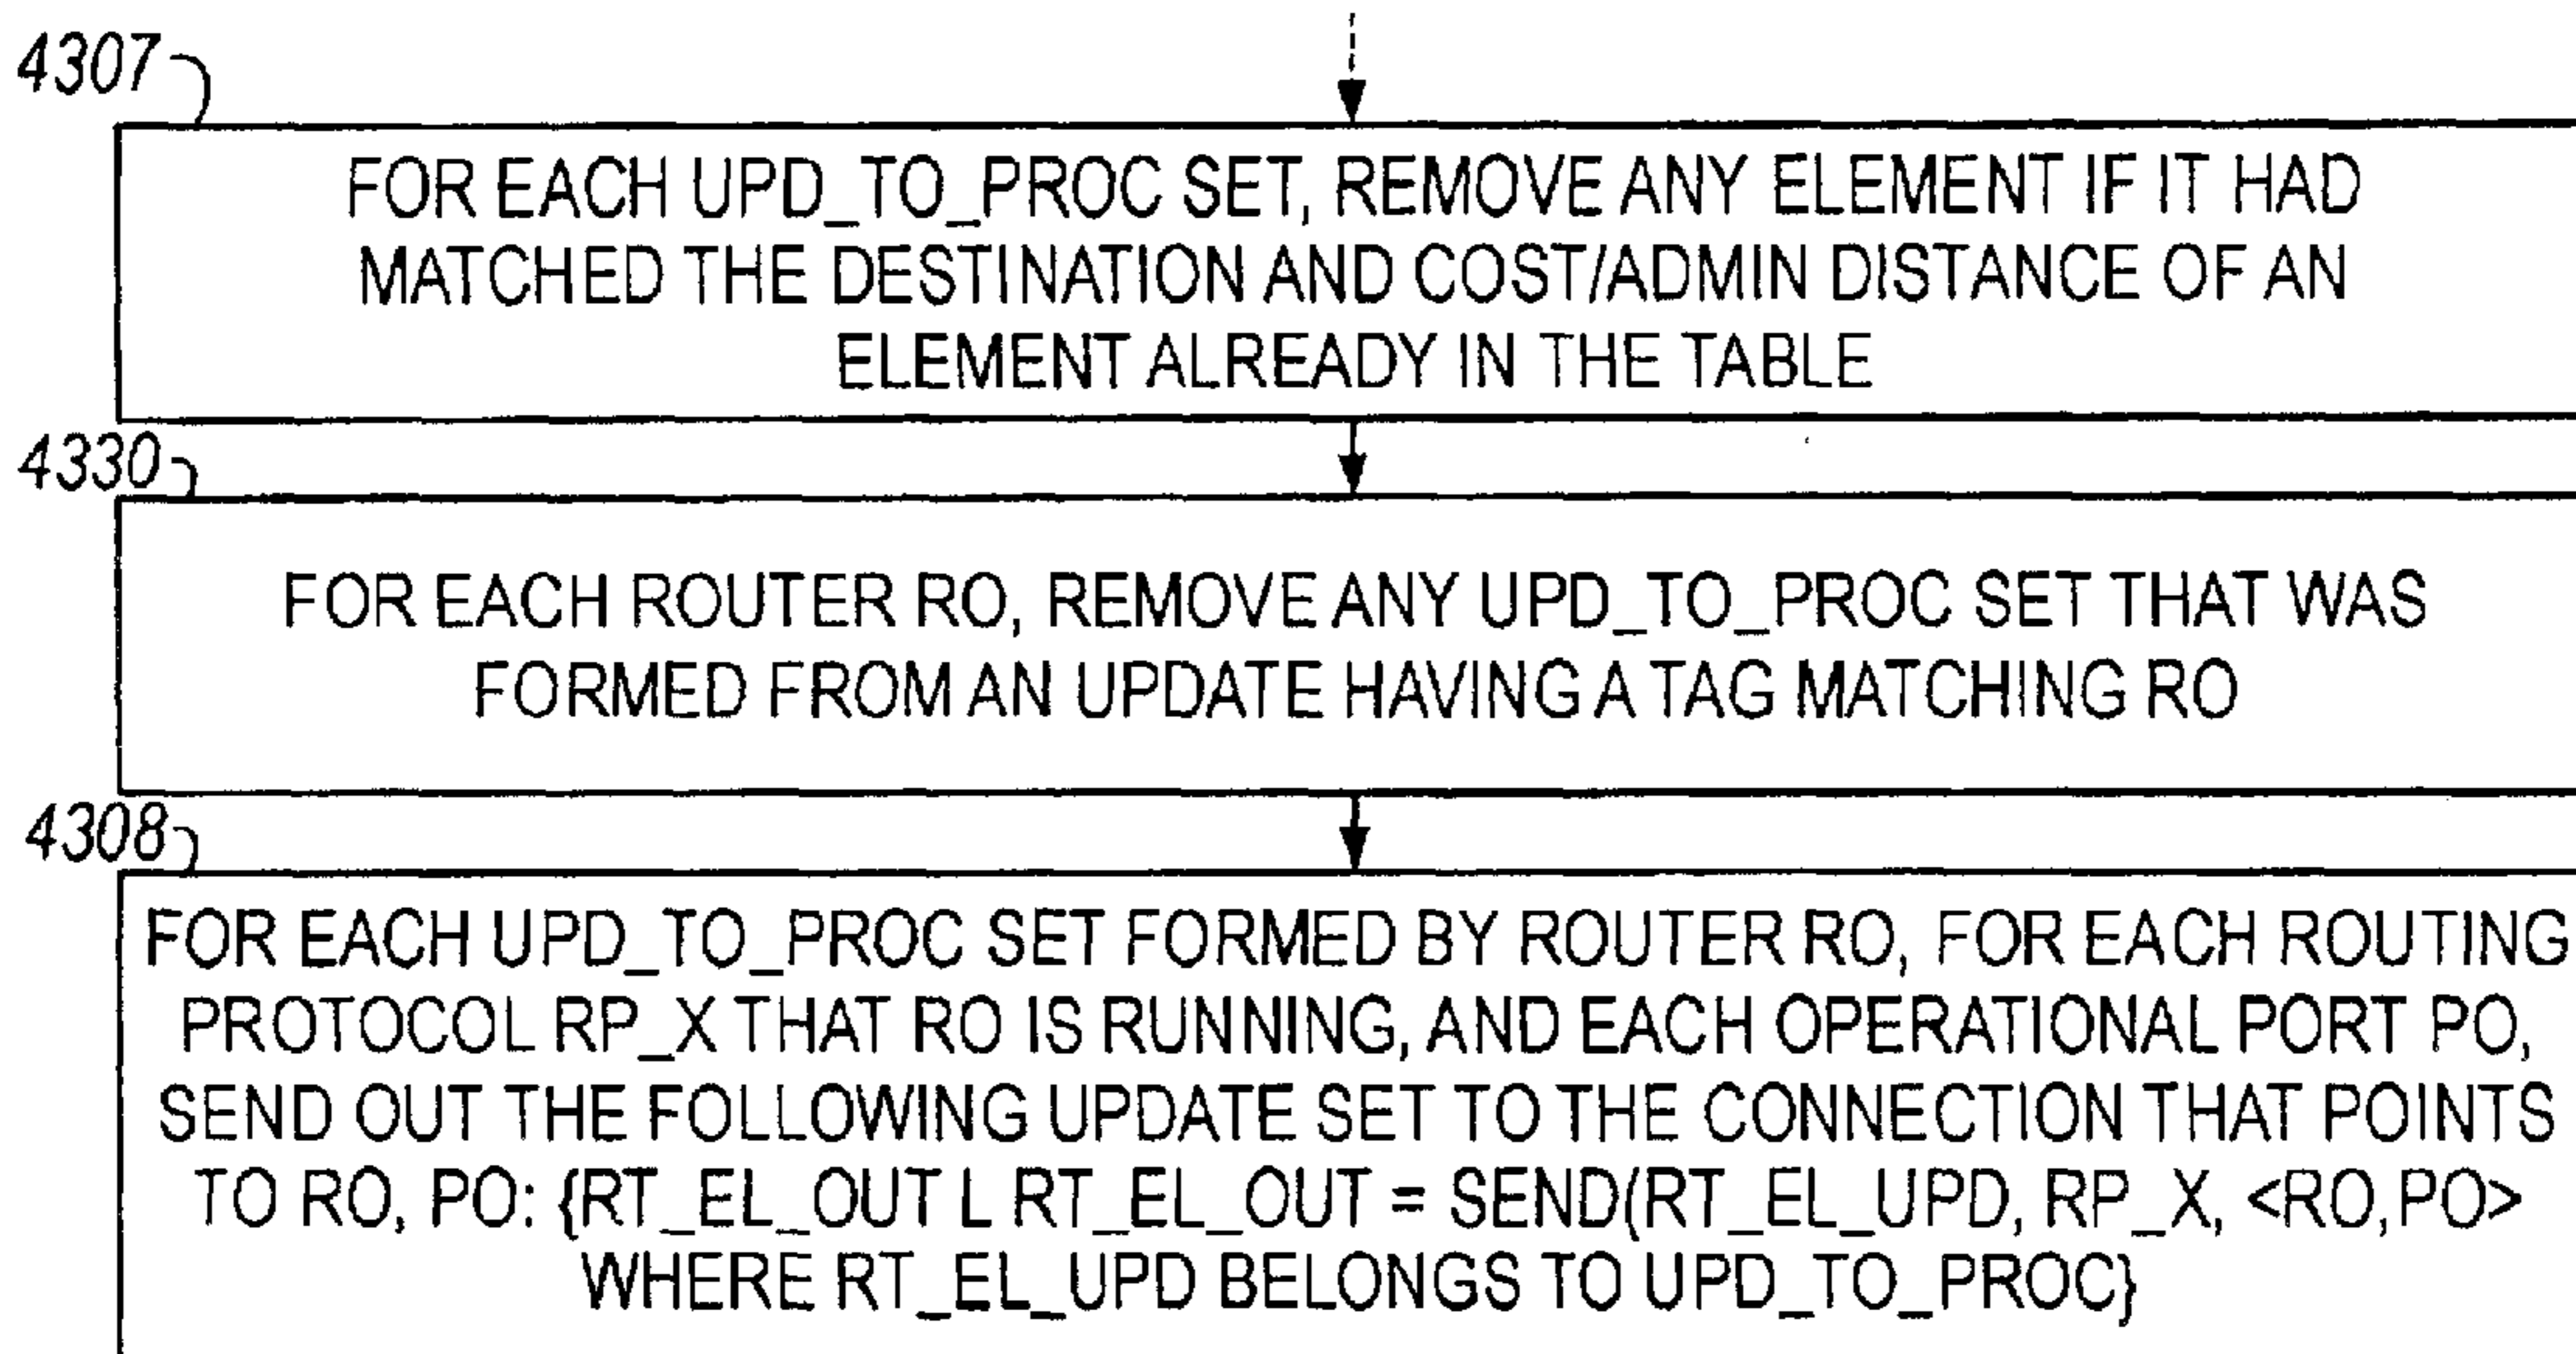 4307
FOR EACH UPD_TO_PROC SET, REMOVE ANY ELEMENT IF IT HAD
MATCHED THE DESTINATION AND COST/ADMIN DISTANCE OF AN
ELEMENT ALREADY IN THE TABLE
4330
FOR EACH ROUTER RO, REMOVE ANY UPD_TO_PROC SET THAT WAS
FORMED FROM AN UPDATE HAVING A TAG MATCHING RO
4308
FOR EACH UPD_TO_PROC SET FORMED BY ROUTER RO, FOR EACH ROUTING
PROTOCOL RP_X THAT RO IS RUNNING, AND EACH OPERATIONAL PORT PO,
SEND OUT THE FOLLOWING UPDATE SET TO THE CONNECTION THAT POINTS
TO RO, PO: {RT_EL_OUT L RT_EL_OUT = SEND(RT_EL_UPD, RP_X, <RO,PO>
WHERE RT_EL_UPD BELONGS TO UPD_TO_PROC}